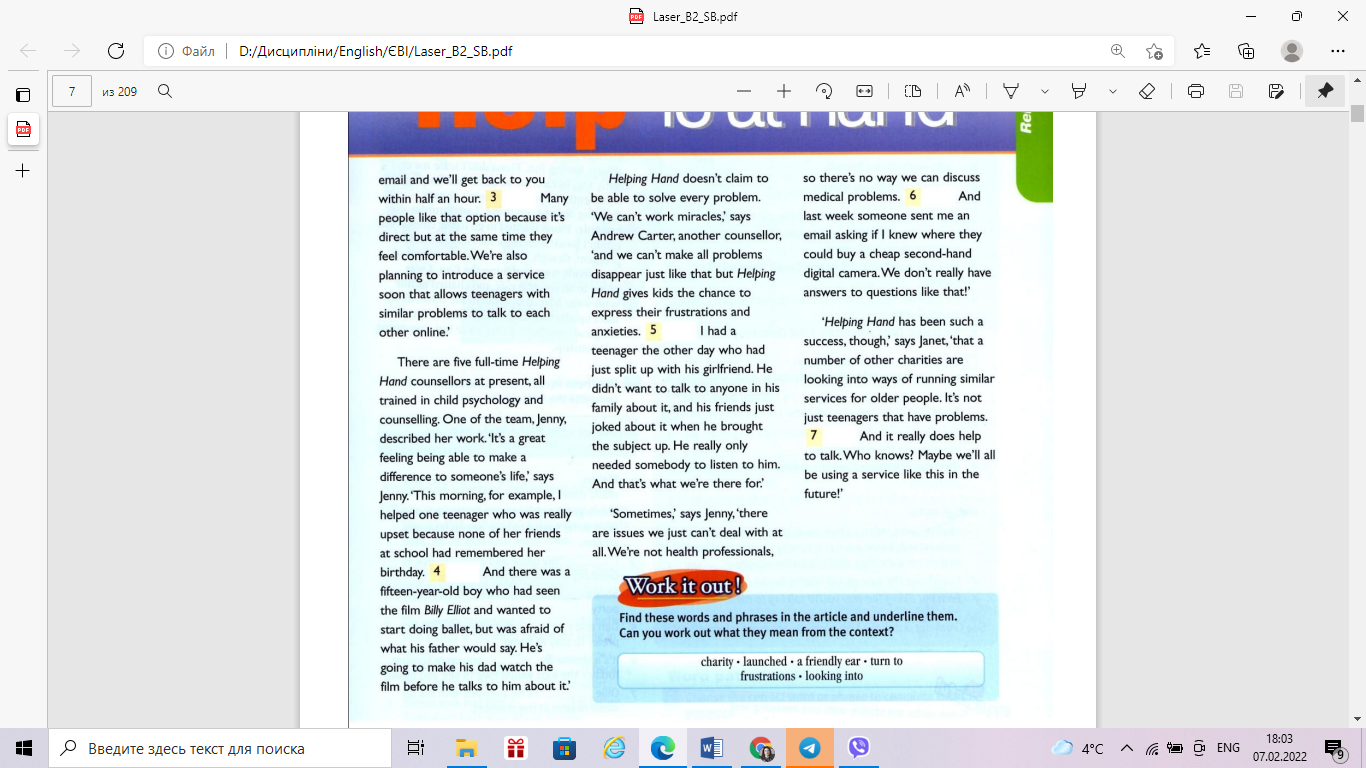 Laser_B2_SB.pdf
Файл
D:/Дисципліни/English/ЄВІ/Laser_B2_SB.pdf
7
из 209
help is at hand
Re
email and we'll get back to you
within half an hour. 3 Many
people like that option because it's
direct but at the same time they
feel comfortable. We're also
planning to introduce a service
soon that allows teenagers with
similar problems to talk to each
other online.'
There are five full-time Helping
Hand counsellors at present, all
trained in child psychology and
counselling. One of the team, Jenny,
described her work. 'It's a great
feeling being able to make a
difference to someone's life,' says
Jenny. 'This morning, for example, I
helped one teenager who was really
upset because none of her friends
at school had remembered her
birthday. 4 And there was a
fifteen-year-old boy who had seen
the film Billy Elliot and wanted to
start doing ballet, but was afraid of
what his father would say. He's
going to make his dad watch the
film before he talks to him about it.'
Helping Hand doesn't claim to
be able to solve every problem.
'We can't work miracles,' says
Andrew Carter, another counsellor,
'and we can't make all problems
disappear just like that but Helping
Hand gives kids the chance to
express their frustrations and
anxieties. 5 I had a
teenager the other day who had
just split up with his girlfriend. He
didn't want to talk to anyone in his
family about it, and his friends just
joked about it when he brought
the subject up. He really only
needed somebody to listen to him.
And that's what we're there for.'
'Sometimes,' says Jenny, 'there
are issues we just can't deal with at
all. We're not health professionals,
so there's no way we can discuss
medical problems. 6 And
last week someone sent me an
email asking if I knew where they
could buy a cheap second-hand
digital camera. We don't really have
answers to questions like that!'
'Helping Hand has been such a
success, though,' says Janet, 'that a
number of other charities are
looking into ways of running similar
services for older people. It's not
just teenagers that have problems.
7 And it really does help
to talk. Who knows? Maybe we'll all
be using a service like this in the
future!'
Work it out!
Find these words and phrases in the article and underline them.
Can you work out what they mean from the context?
charity • launched • a friendly ear • turn to
frustrations • looking into
Введите здесь текст для поиска
4°C
ENG
18:03
07.02.2022
9